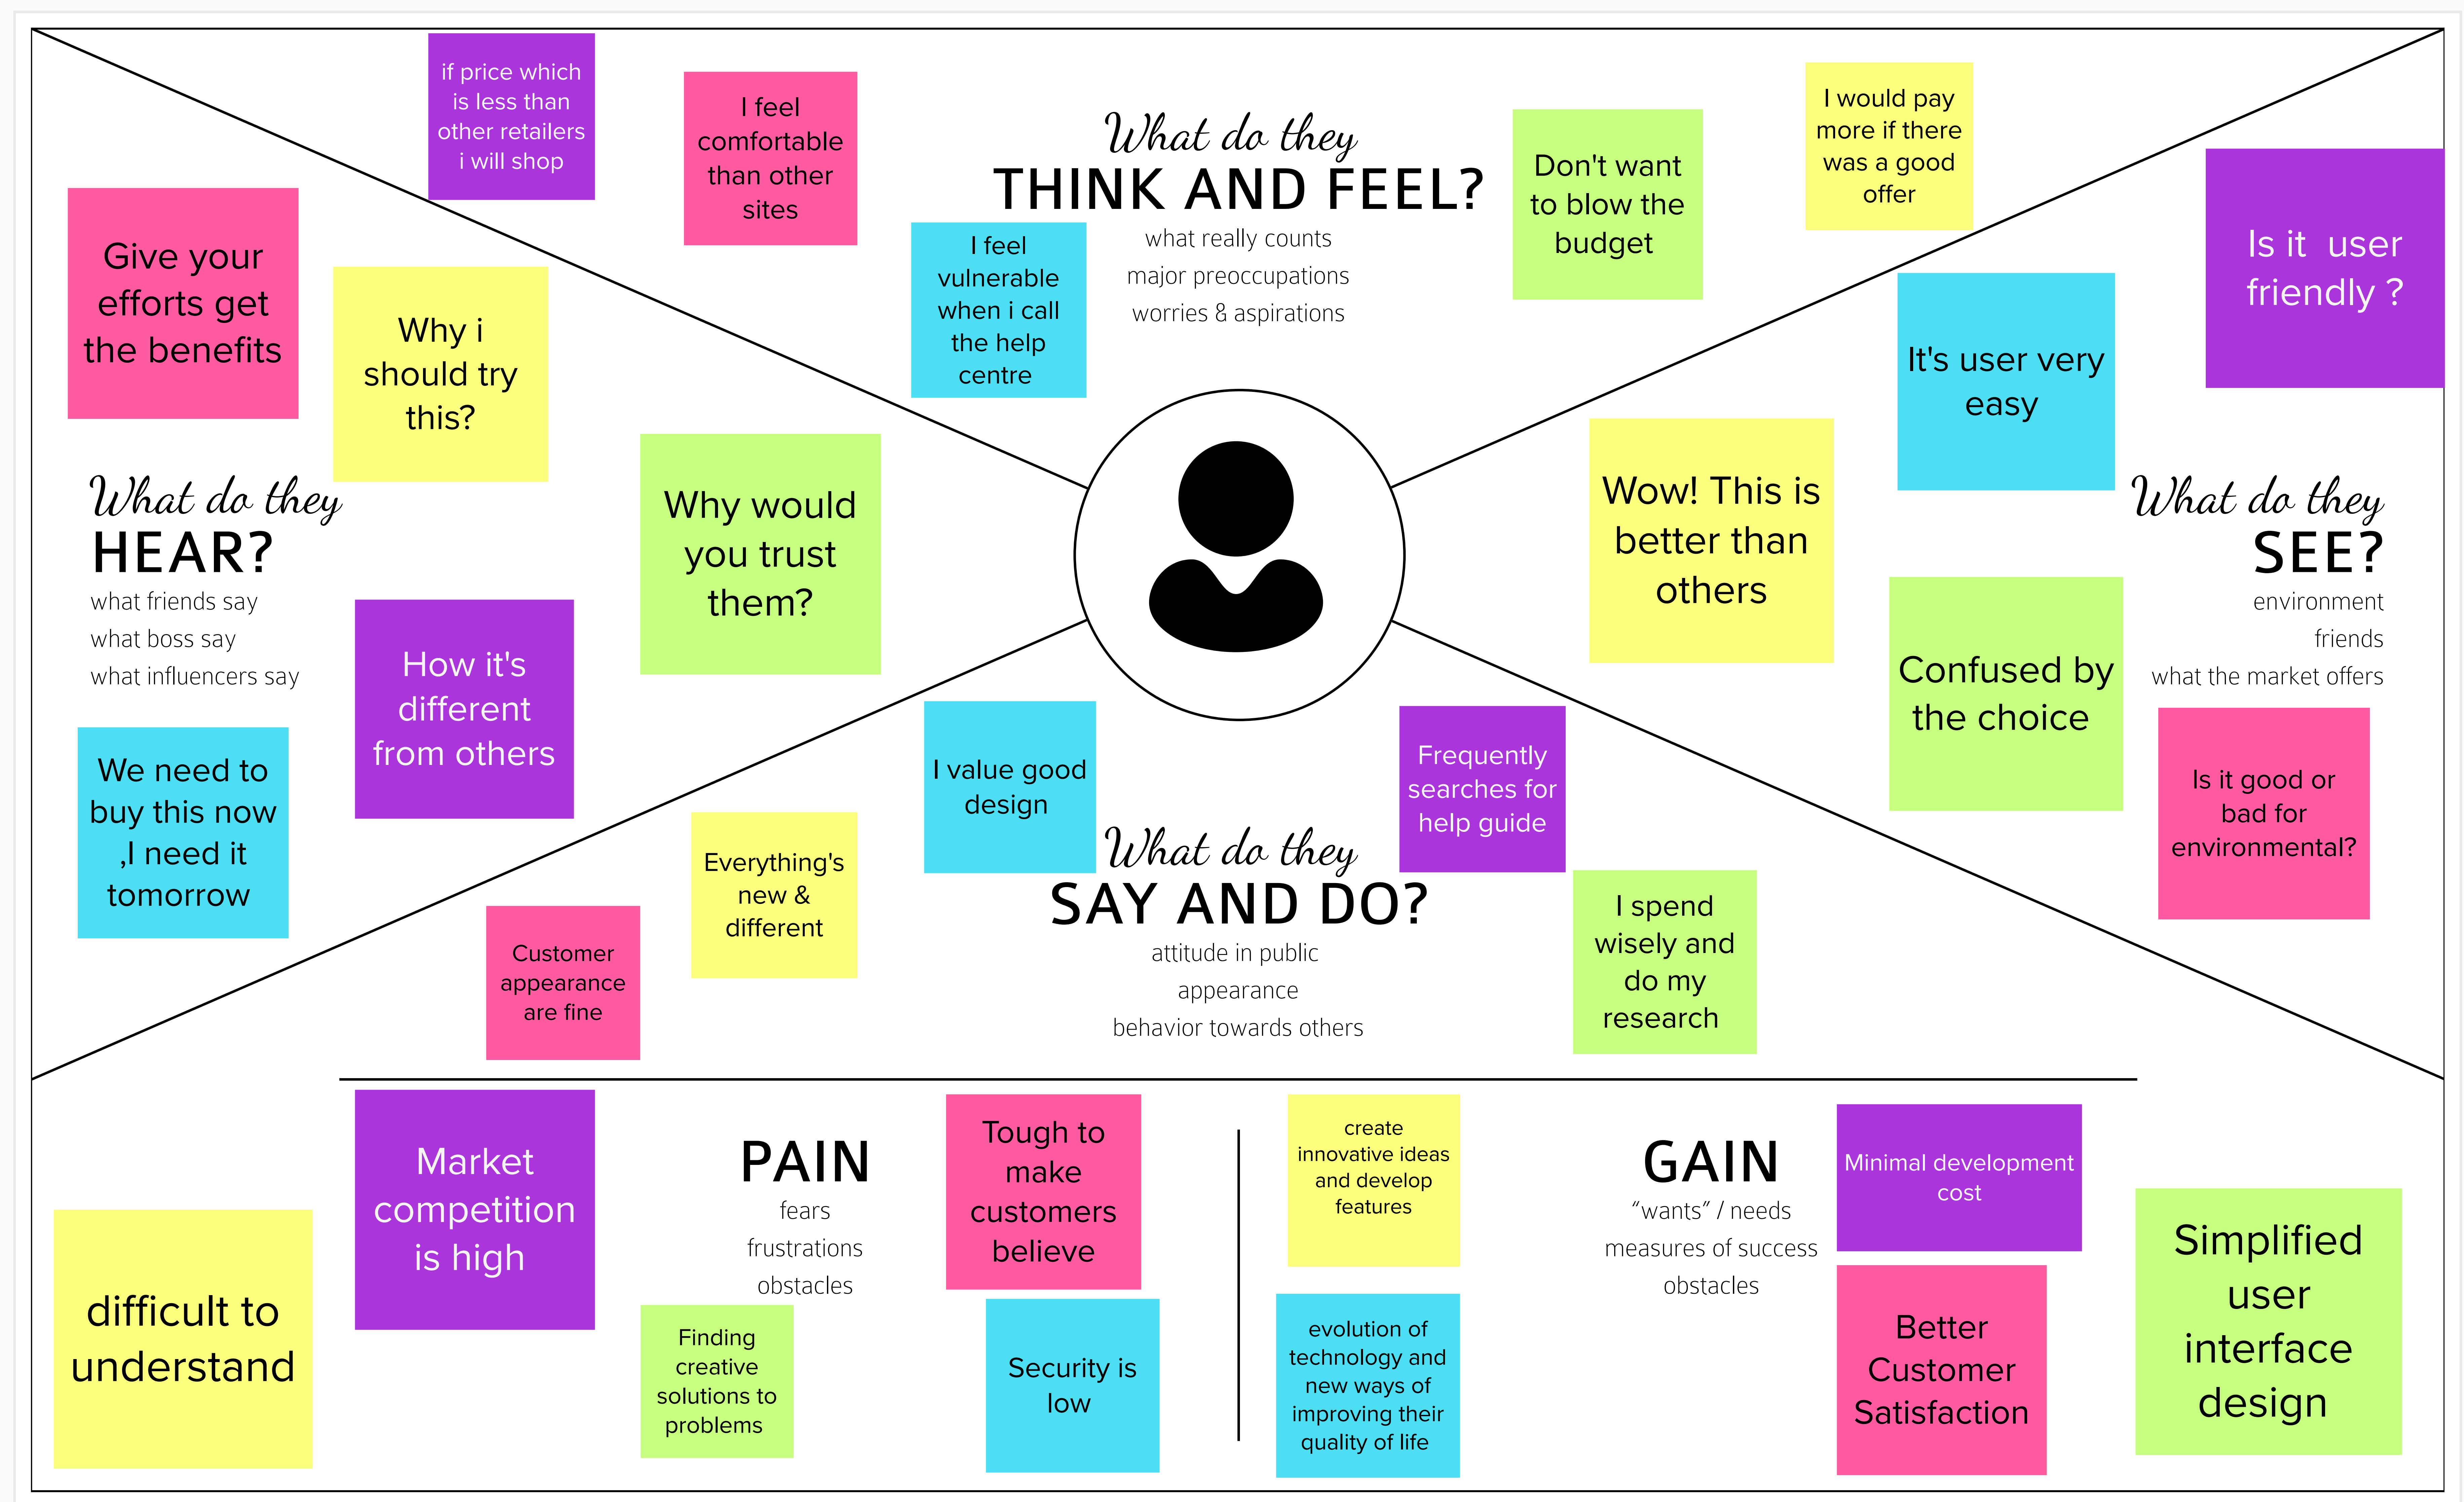 if price which
is less than
other retailers
i will shop
I feel
comfortable
than other
sites
What do they
THINK AND FEEL?
what really counts
major preoccupations
worries & aspirations
I feel
vulnerable
when i call
the help
centre
Don't want
to blow the
budget
I would pay
more if there
was a good
offer
Give your
efforts get
the benefits
Why i
should try
this?
Why would
you trust
them?
What do they
HEAR?
what friends say
what boss say
what influencers say
How it's
different
from others
We need to
buy this now
,I need it
tomorrow
Is it  user
friendly ?
It's user very
easy
Wow! This is
better than
others
What do they
SEE?
environment
friends
what the market offers
Confused by
the choice
Is it good or
bad for
environmental?
I value good
design
Frequently
searches for
help guide
Everything's
new &
different
Customer
appearance
are fine
What do they
SAY AND DO?
attitude in public
appearance
behavior towards others
I spend
wisely and
do my
research
Market
competition
is high
difficult to
understand
PAIN
fears
frustrations
obstacles
Tough to
make
customers
believe
Finding
creative
solutions to
problems
Security is
low
create
innovative ideas
and develop
features
evolution of
technology and
new ways of
improving their
quality of life
GAIN
“wants” / needs
measures of success
obstacles
Minimal development
cost
Better
Customer
Satisfaction
Simplified
user
interface
design